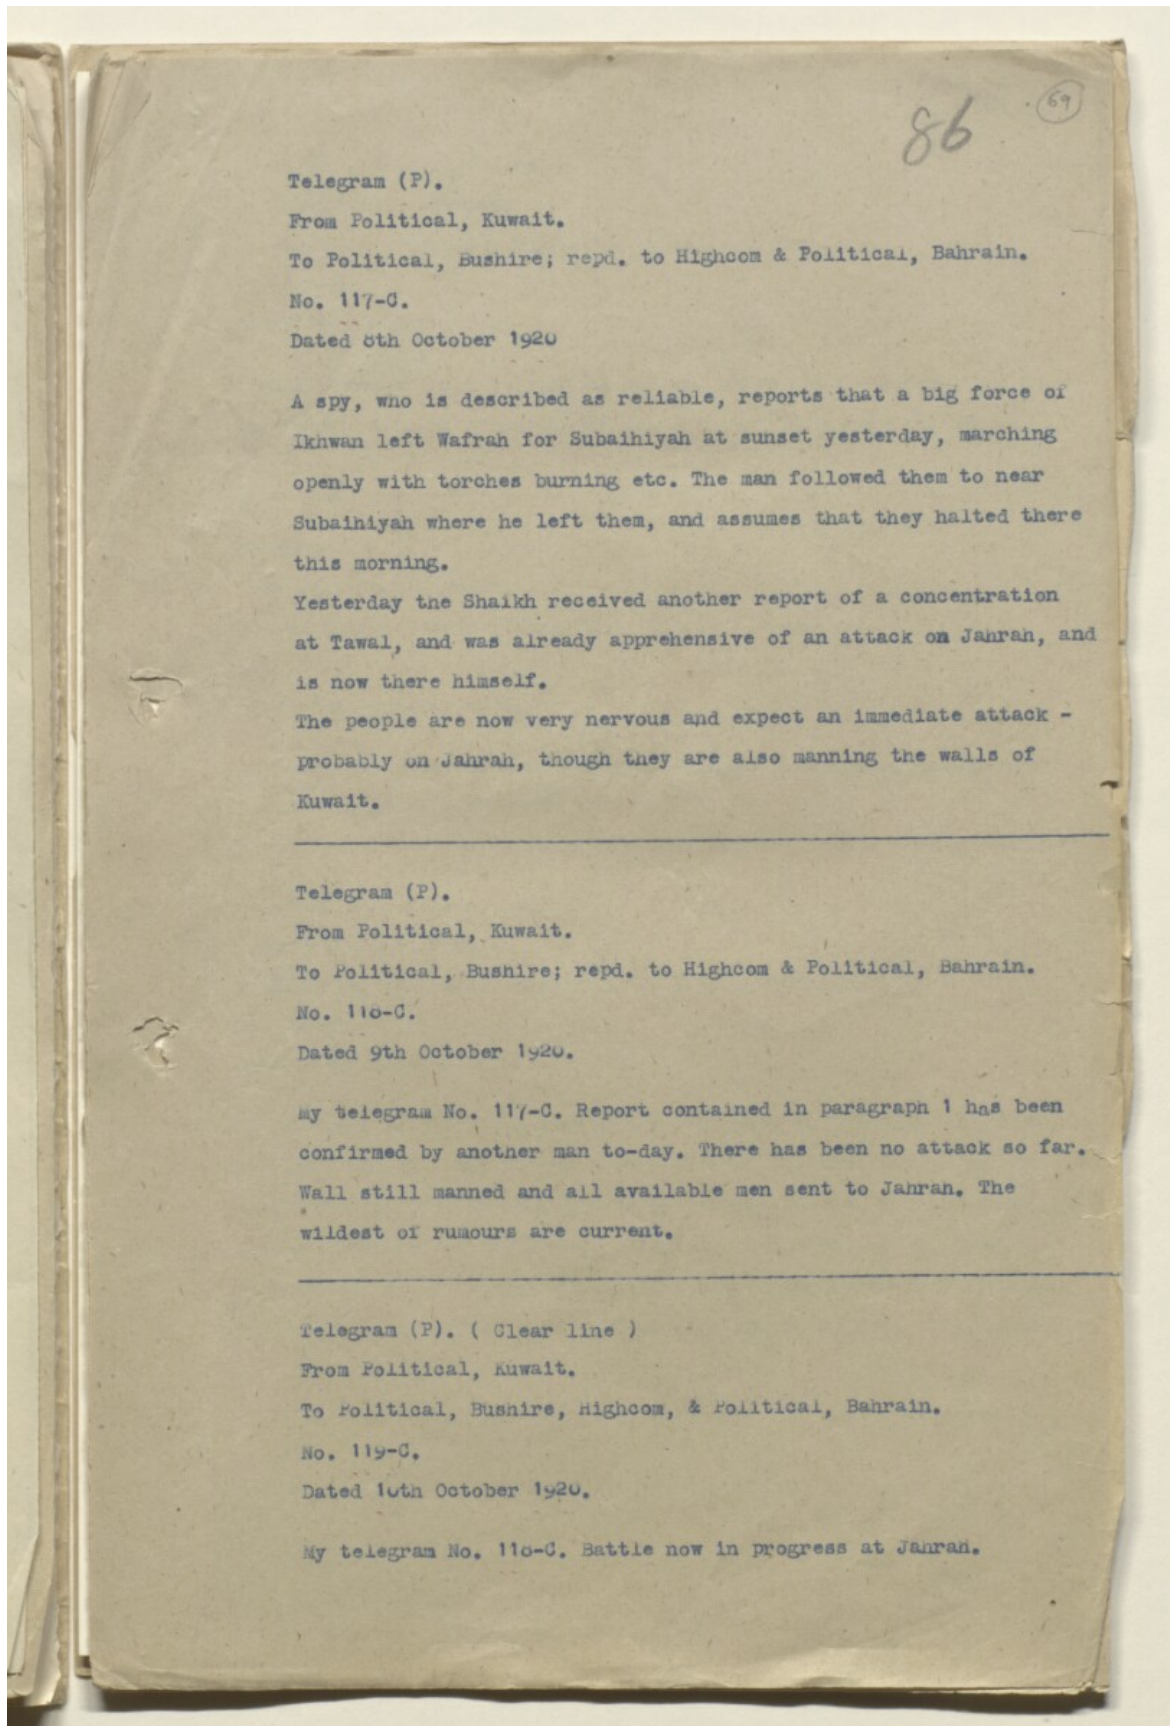 86
69
Telegram (P).
From Political, Kuwait.
To Political, Bushire; repd. to Highcom & Political, Bahrain.
No. 117-C.
Dated 8th October 1920
A spy, who is described as reliable, reports that a big force of
Ikhwan left Wafrah for Subaihiyah at sunset yesterday, marching
openly with torches burning etc. The man followed them to near
Subaihiyah where he left them, and assumes that they halted there
this morning.
Yesterday the Shaikh received another report of a concentration
at Tawal, and was already apprehensive of an attack on Jahrah, and
is now there himself.
The people are now very nervous and expect an immediate attack -
probably on Jahrah, though they are also manning the walls of
Kuwait.
Telegram (P).
From Political, Kuwait.
To Political, Bushire; repd. to Highcom & Political, Bahrain.
No. 118-C.
Dated 9th October 1920.
My telegram No. 117-C. Report contained in paragraph 1 has been
confirmed by another man to-day. There has been no attack so far.
Wall still manned and all available men sent to Jahrah. The
wildest of rumours are current.
Telegram (P). ( Clear line )
From Political, Kuwait.
To Political, Bushire, Highcom, & Political, Bahrain.
No. 119-C.
Dated 10th October 1920.
My telegram No. 118-C. Battle now in progress at Jahrah.